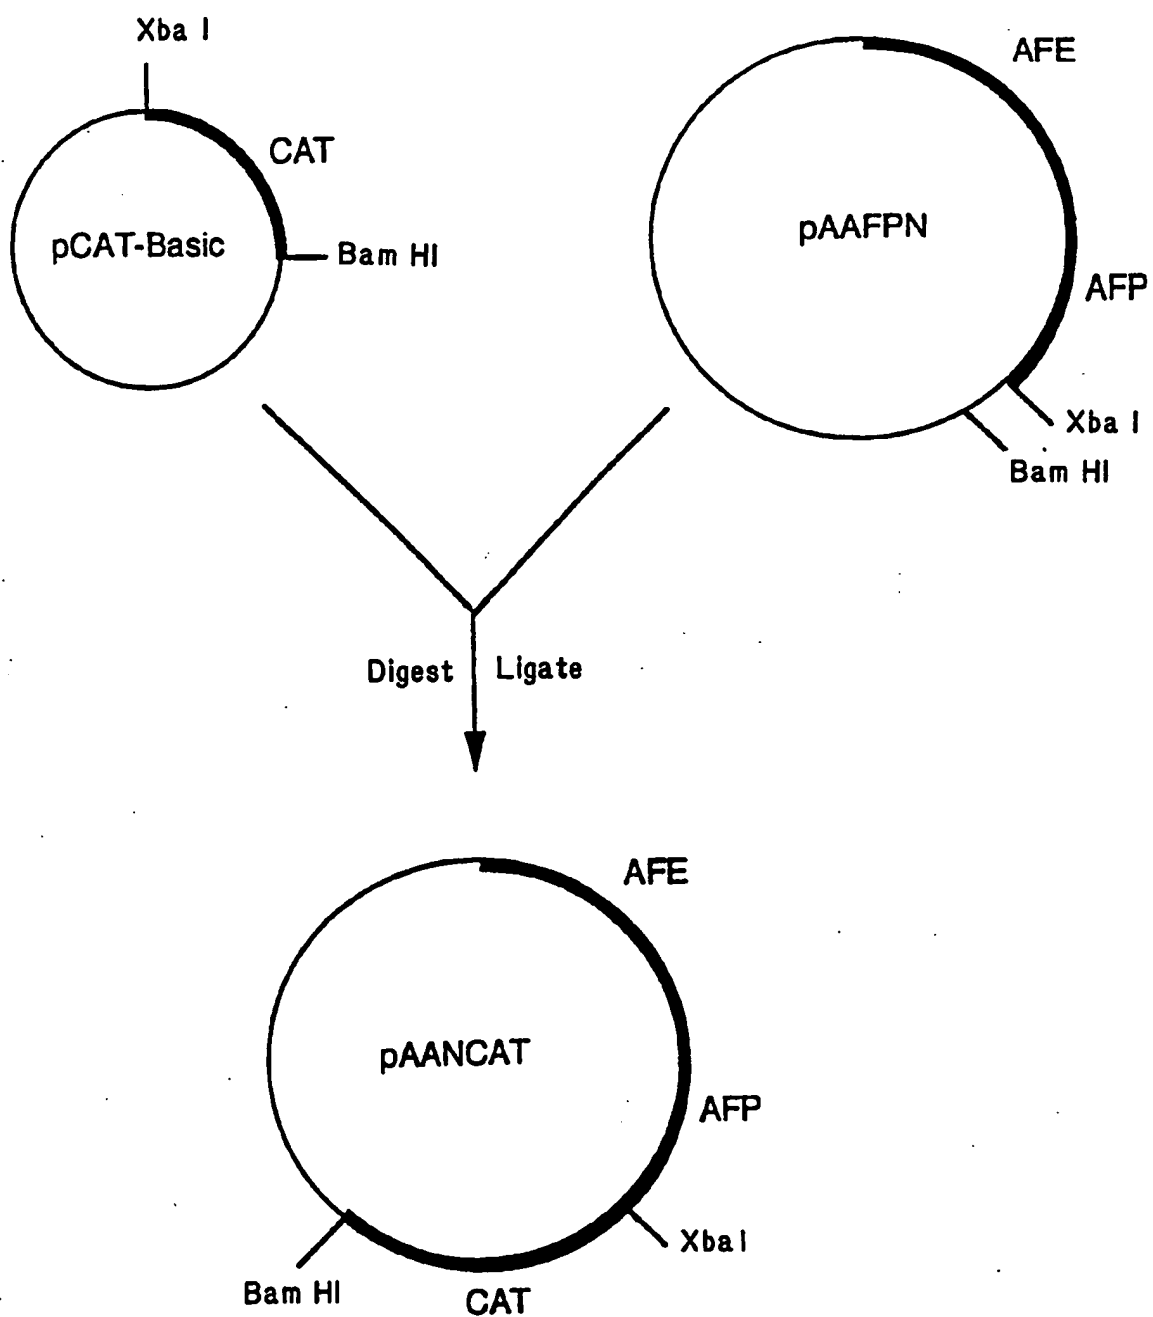 Xba I
CAT
pCAT-Basic
Bam HI
AFE
pAAFPN
AFP
Xba I
Bam HI
Digest
Ligate
AFE
pAANCAT
AFP
XbaI
Bam HI
CAT